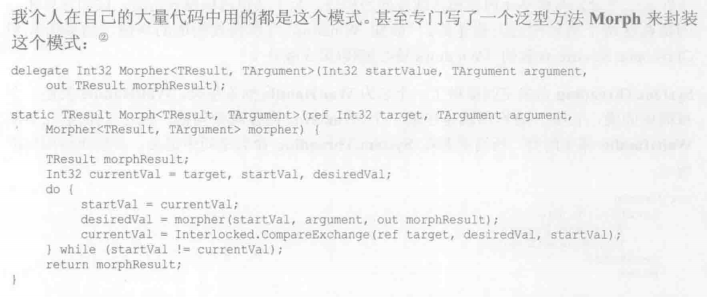 我个人在自己的大量代码中用的都是这个模式。甚至专门写了一个泛型方法 Morph 来封装
这个模式：②
delegate Int32 Morpher<TResult, TArgument>(Int32 startValue, TArgument argument,
    out TResult morphResult);
static TResult Morph<TResult, TArgument>(ref Int32 target, TArgument argument,
    Morpher<TResult, TArgument> morpher) {
    TResult morphResult;
    Int32 currentVal = target, startVal, desiredVal;
    do {
        startVal = currentVal;
        desiredVal = morpher(startVal, argument, out morphResult);
        currentVal = Interlocked.CompareExchange(ref target, desiredVal, startVal);
    } while (startVal != currentVal);
    return morphResult;
}